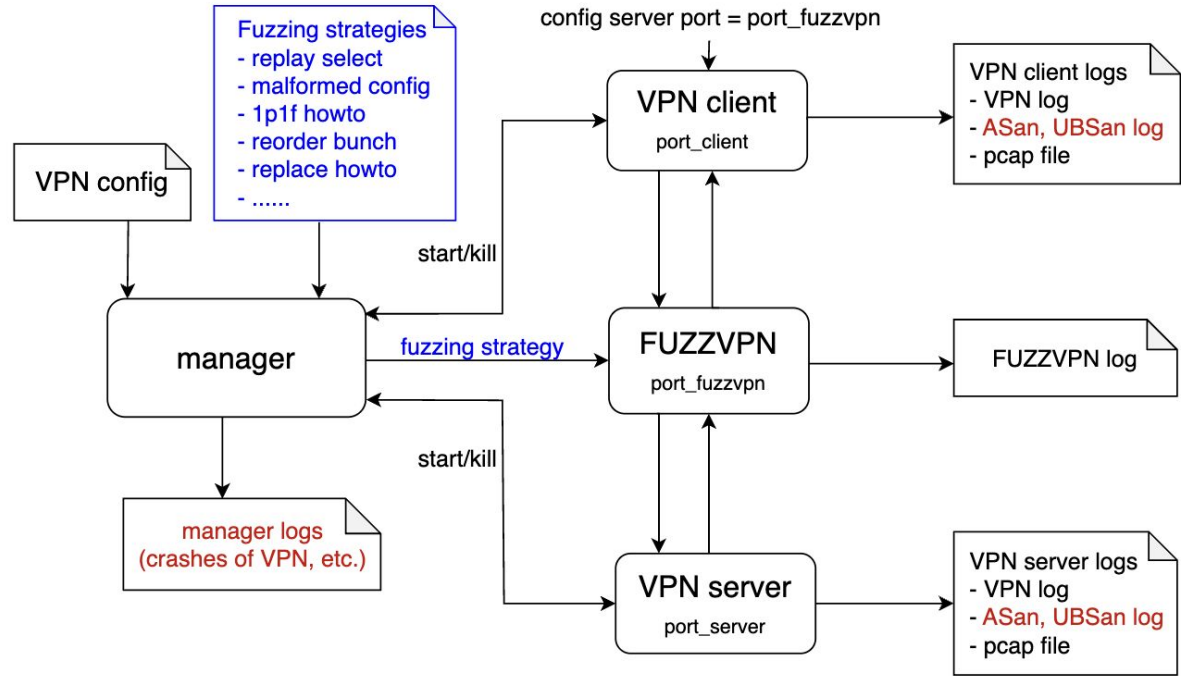 config server port = port_fuzzvpn
Fuzzing strategies
- replay select
- malformed config
- 1p1f howto
- reorder bunch
- replace howto
- ......
VPN config
VPN client
port_client
VPN client logs
- VPN log
- ASan, UBSan log
- pcap file
start/kill
manager
fuzzing strategy
FUZZVPN
port_fuzzvpn
FUZZVPN log
start/kill
manager logs
(crashes of VPN, etc.)
VPN server
port_server
VPN server logs
- VPN log
- ASan, UBSan log
- pcap file